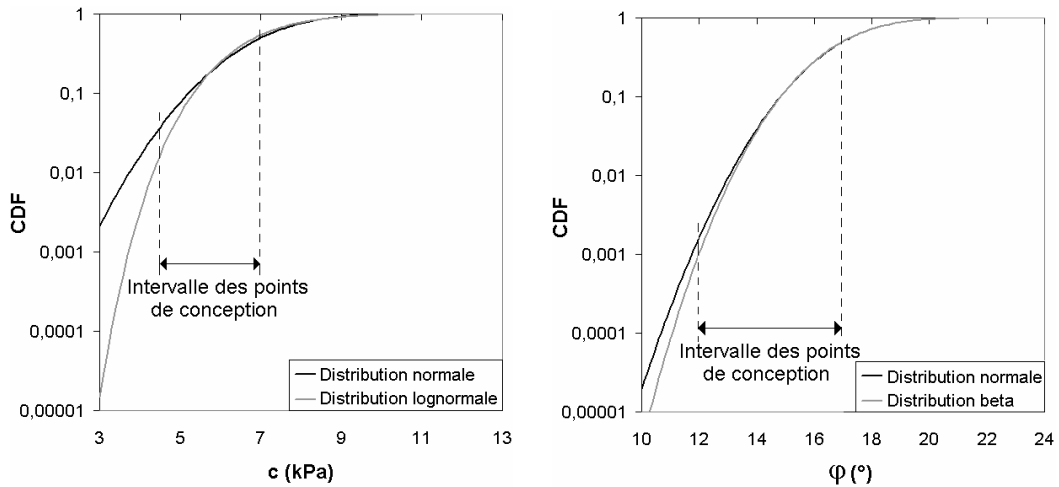 1
0,1
0,01
0,001
0,0001
0,00001
CDF
3
5
7
9
11
13
c (kPa)
Intervalle des points
de conception
Distribution normale
Distribution lognormale
1
0,1
0,01
0,001
0,0001
0,00001
CDF
10
12
14
16
18
20
22
24
φ (°)
Intervalle des points
de conception
Distribution normale
Distribution beta